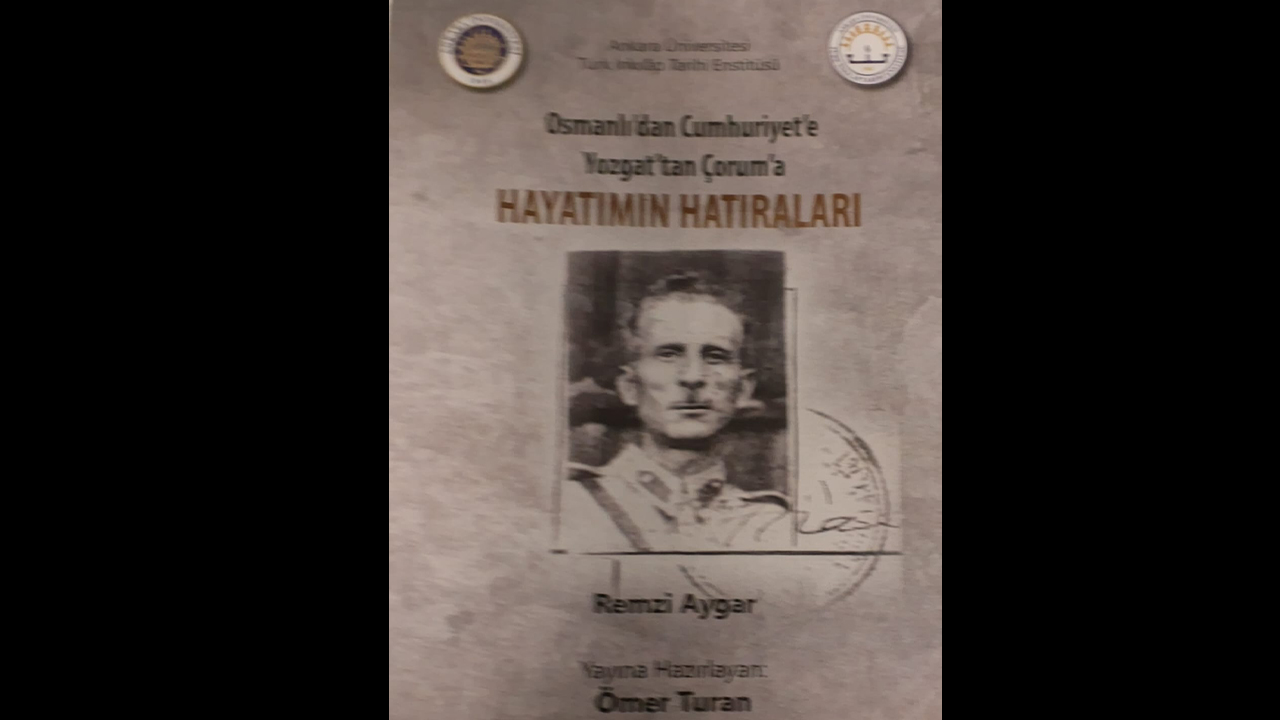 Ankara Üniversitesi
Türk İnkılâp Tarihi Enstitüsü
Osmanlı'dan Cumhuriyet'e
Yozgat'tan Çorum'a
HAYATIMIN HATIRALARI
Remzi Aygar
Yayına Hazırlayan:
Ömer Turan